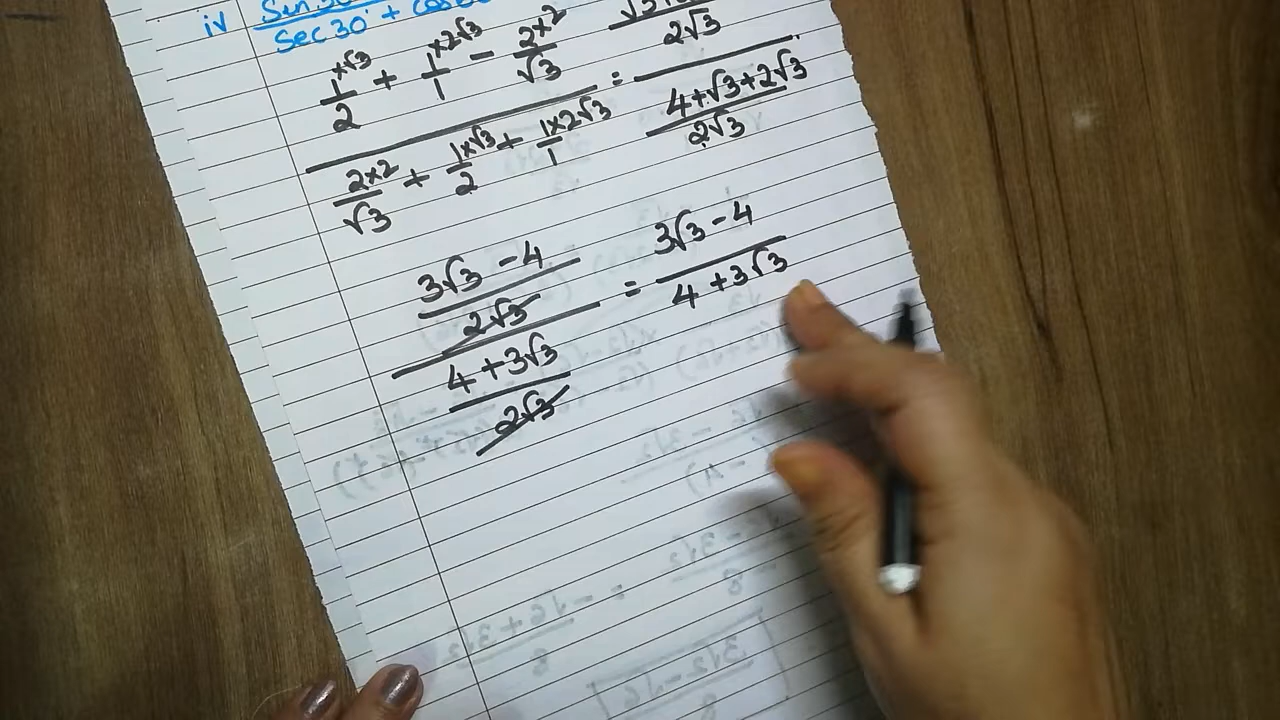 iv Sin 30
Sec 30° + cos
1×√3/2 + 1×2√3/1 - 2×2/√3 = /2√3
2×2/√3 + 1×√3/2 + 1×2√3/1 4+√3+2√3/2√3
3√3 - 4/2√3 = 3√3 - 4
4 + 3√3/2√3 4 + 3√3